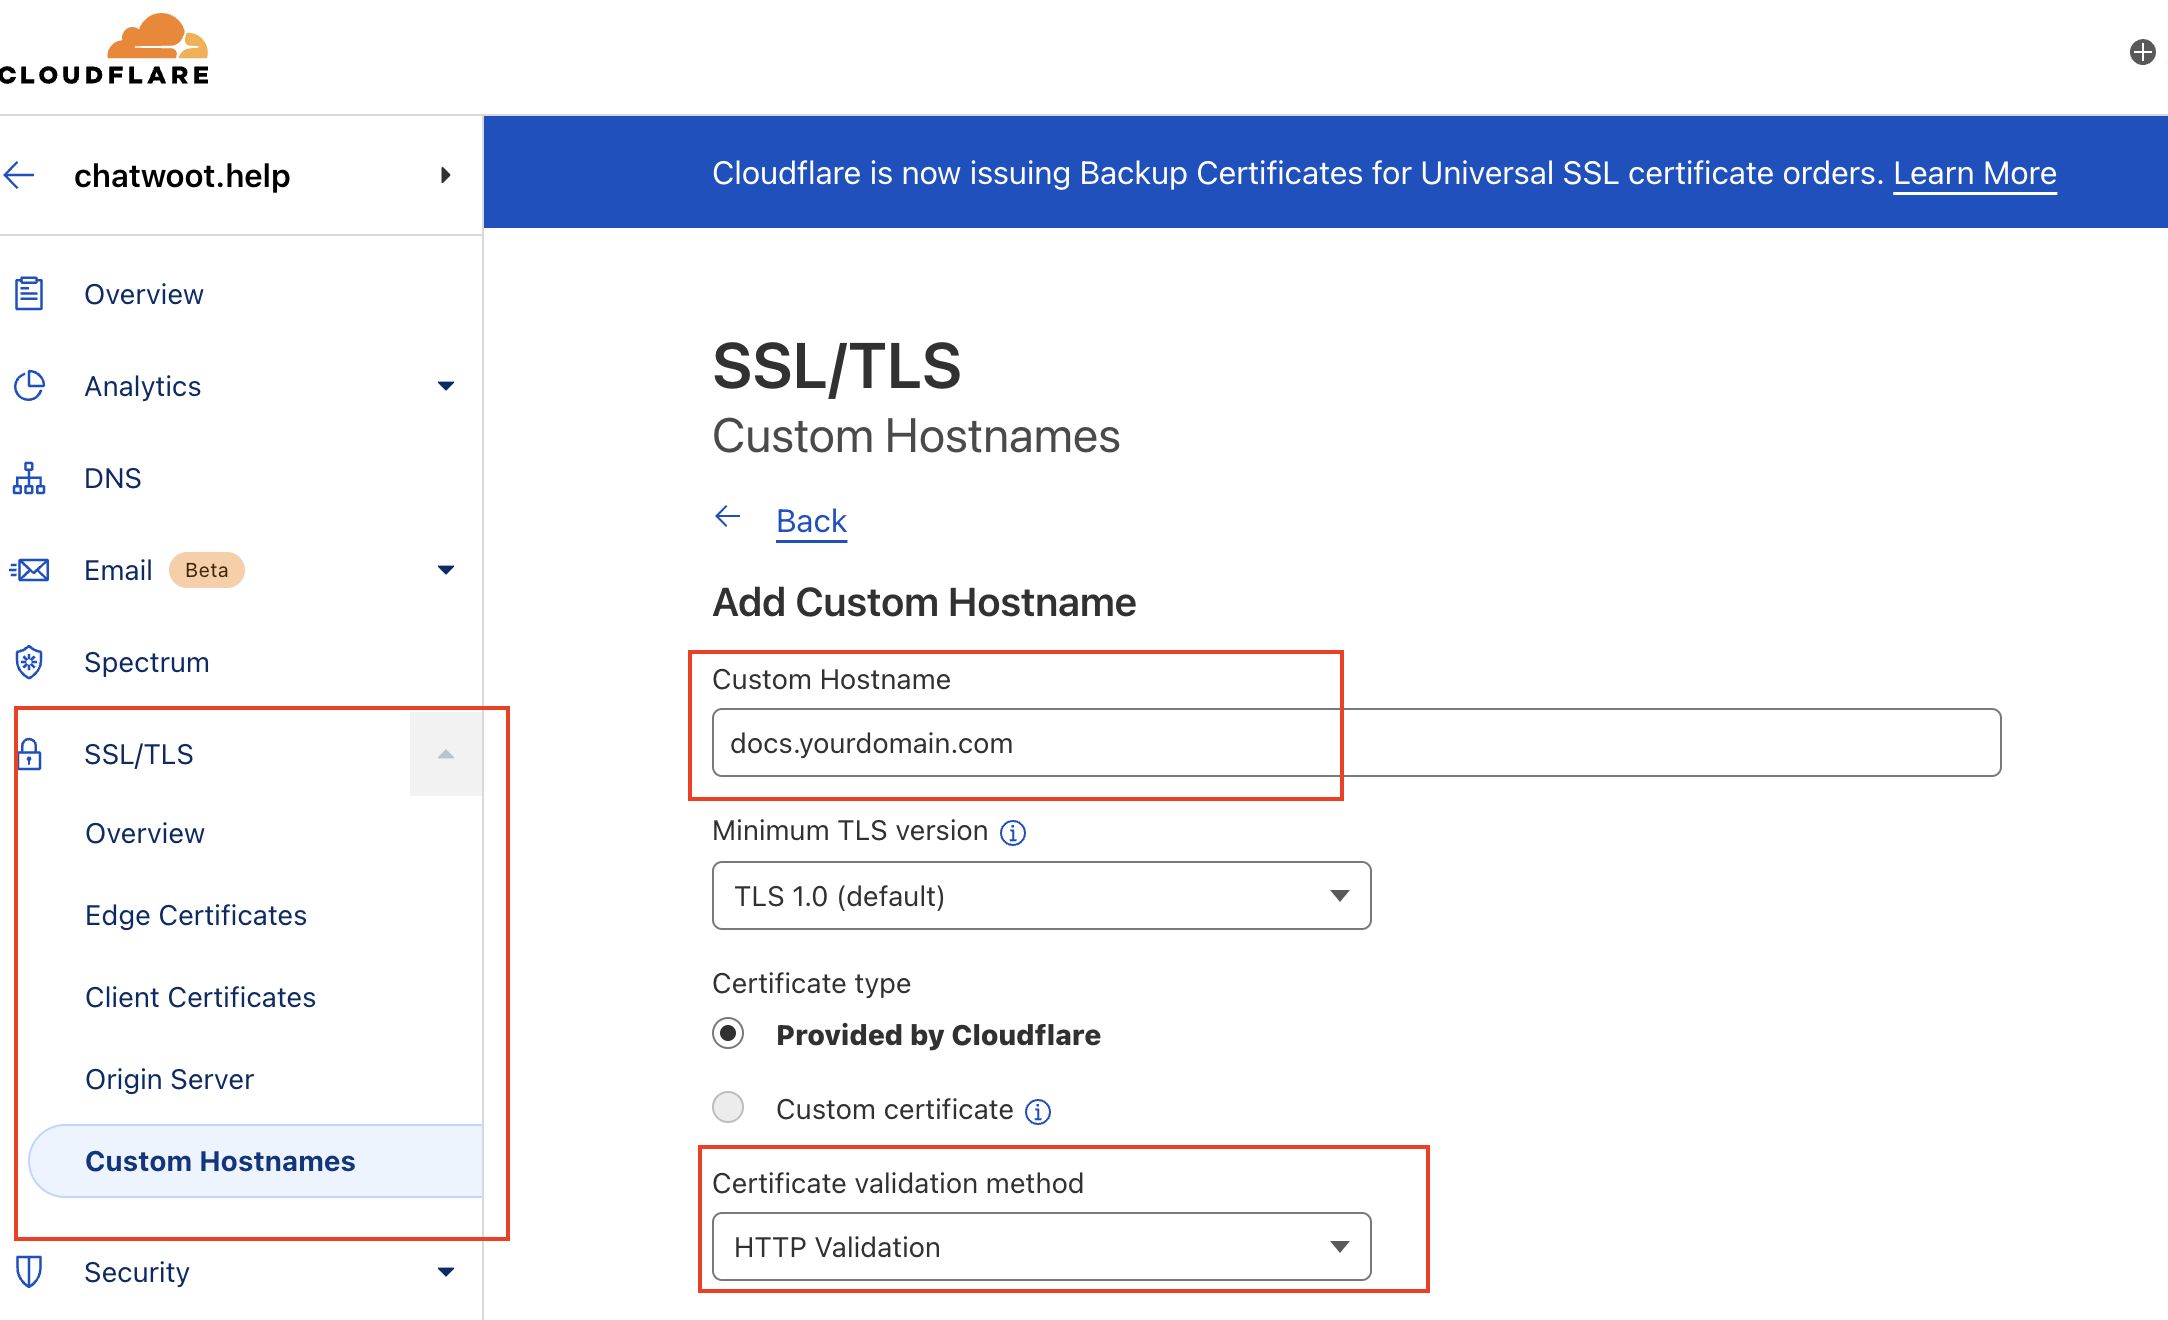 CLOUDFLARE
chatwoot.help
Cloudflare is now issuing Backup Certificates for Universal SSL certificate orders. Learn More
Overview
Analytics
DNS
Email Beta
Spectrum
SSL/TLS
Overview
Edge Certificates
Client Certificates
Origin Server
Custom Hostnames
Security
SSL/TLS
Custom Hostnames
Back
Add Custom Hostname
Custom Hostname
docs.yourdomain.com
Minimum TLS version
TLS 1.0 (default)
Certificate type
Provided by Cloudflare
Custom certificate
Certificate validation method
HTTP Validation